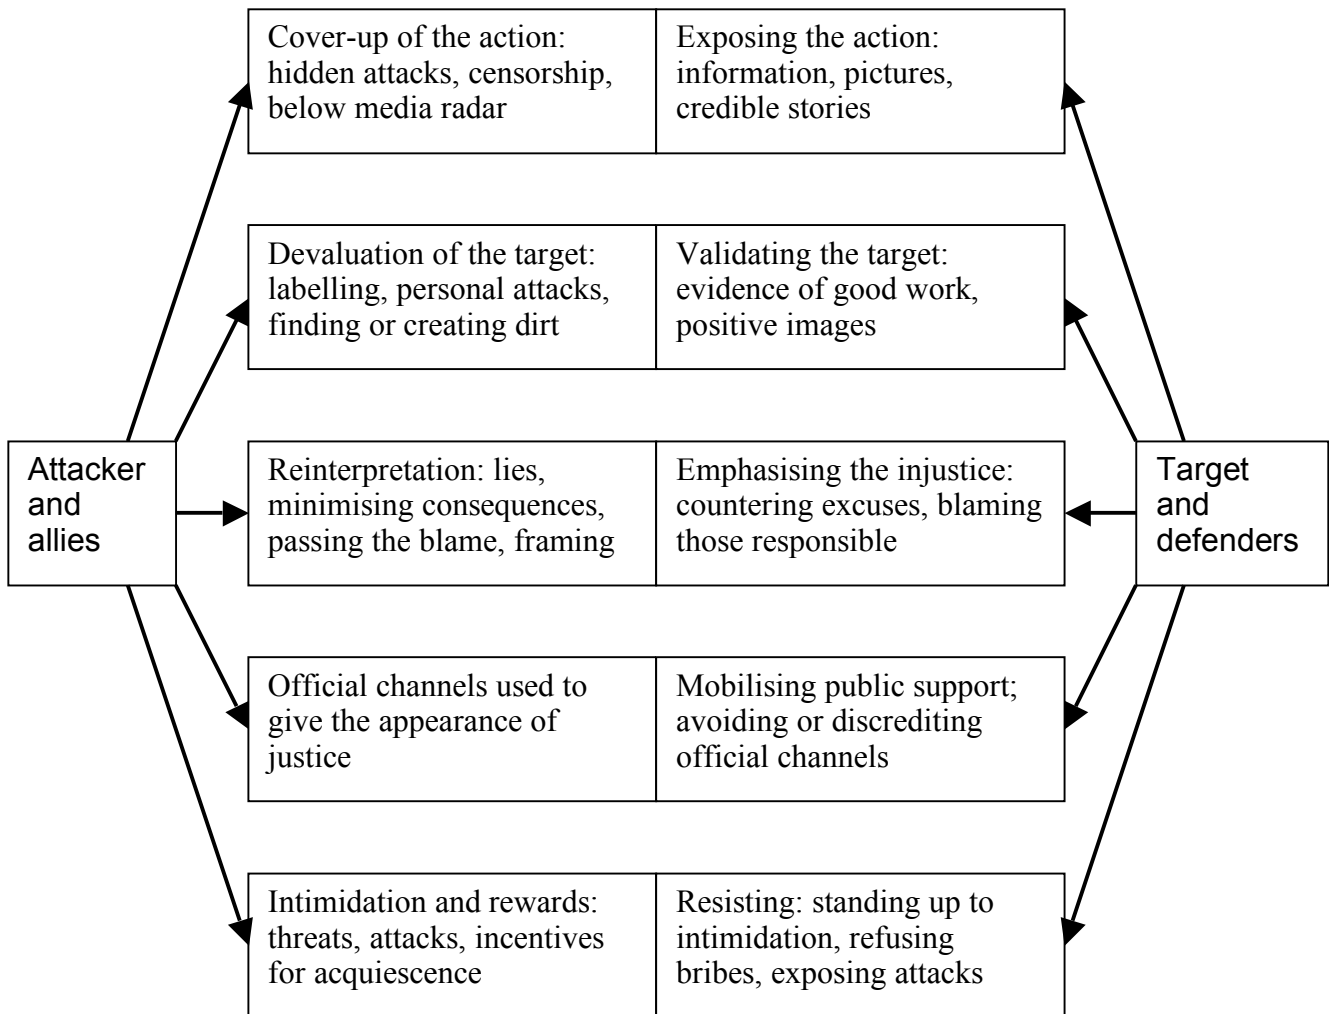 Cover-up of the action:
hidden attacks, censorship,
below media radar
Exposing the action:
information, pictures,
credible stories
Devaluation of the target:
labelling, personal attacks,
finding or creating dirt
Validating the target:
evidence of good work,
positive images
Attacker
and
allies
Reinterpretation: lies,
minimising consequences,
passing the blame, framing
Emphasising the injustice:
countering excuses, blaming
those responsible
Target
and
defenders
Official channels used to
give the appearance of
justice
Mobilising public support;
avoiding or discrediting
official channels
Intimidation and rewards:
threats, attacks, incentives
for acquiescence
Resisting: standing up to
intimidation, refusing
bribes, exposing attacks